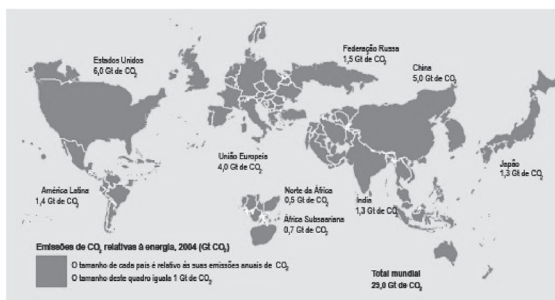 Estados Unidos
6,0 Gt de CO2
Federação Russa
1,5 Gt de CO2
China
5,0 Gt de CO2
União Europeia
4,0 Gt de CO2
Japão
1,3 Gt de CO2
América Latina
1,4 Gt de CO2
Norte da África
0,5 Gt de CO2
Índia
1,3 Gt de CO2
África Subsaariana
0,7 Gt de CO2
Emissões de CO2 relativas à energia, 2004 (Gt CO2)
O tamanho de cada país é relativo às suas emissões anuais de CO2
O tamanho deste quadro iguala 1 Gt de CO2
Total mundial
23,0 Gt de CO2